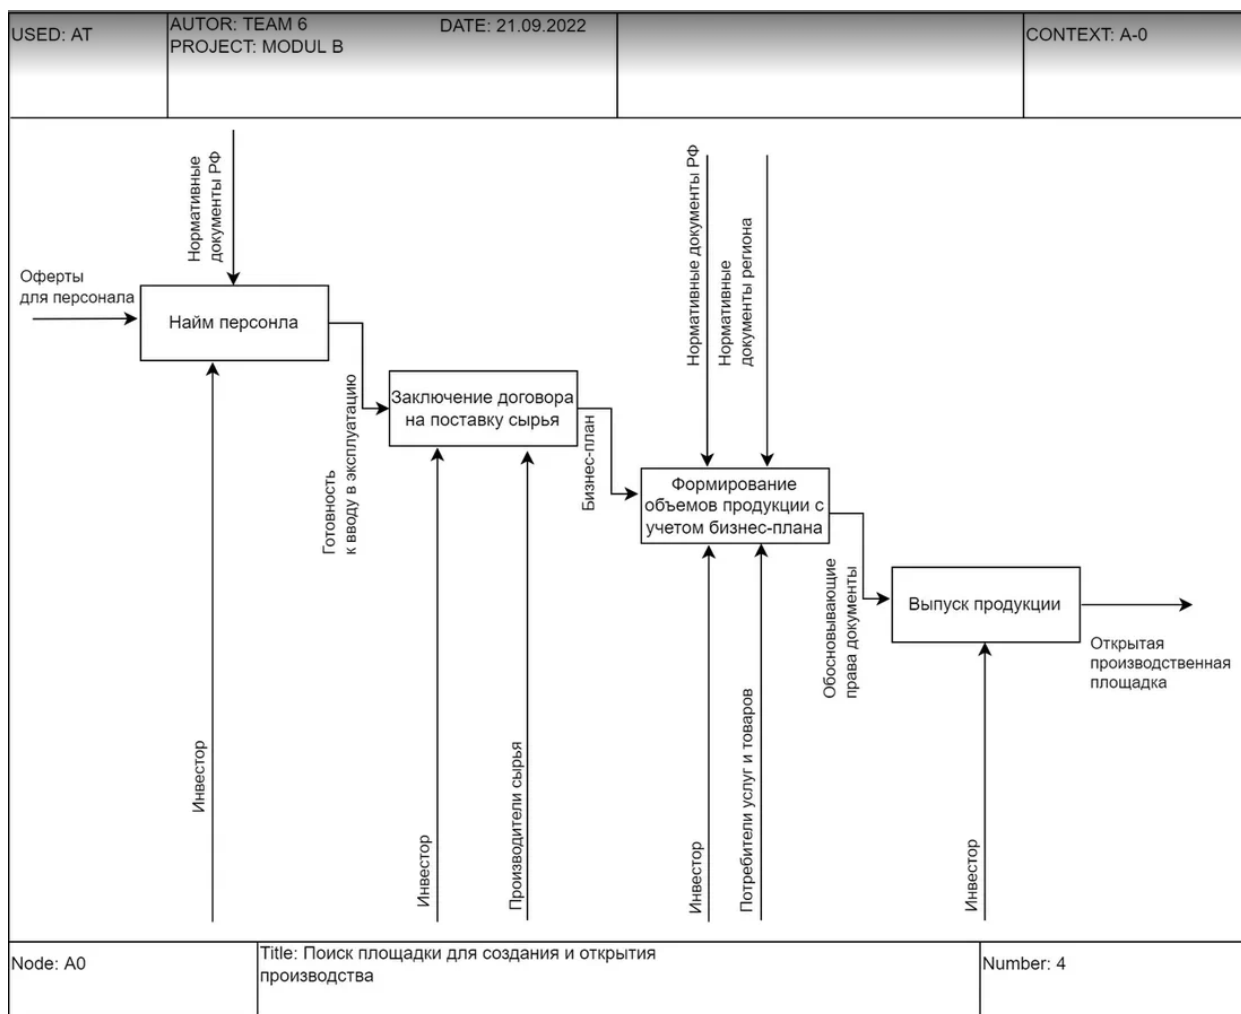 USED: AT
AUTOR: TEAM 6
DATE: 21.09.2022
PROJECT: MODUL B
CONTEXT: A-0
Нормативные
документы РФ
Нормативные документы РФ
Нормативные
документы региона
Оферты
для персонала
Найм персонла
Готовность
к вводу в эксплуатацию
Заключение договора
на поставку сырья
Бизнес-план
Формирование
объемов продукции с
учетом бизнес-плана
Обосновывающие
права документы
Выпуск продукции
Открытая
производственная
площадка
Инвестор
Инвестор
Производители сырья
Инвестор
Потребители услуг и товаров
Инвестор
Node: A0
Title: Поиск площадки для создания и открытия
производства
Number: 4